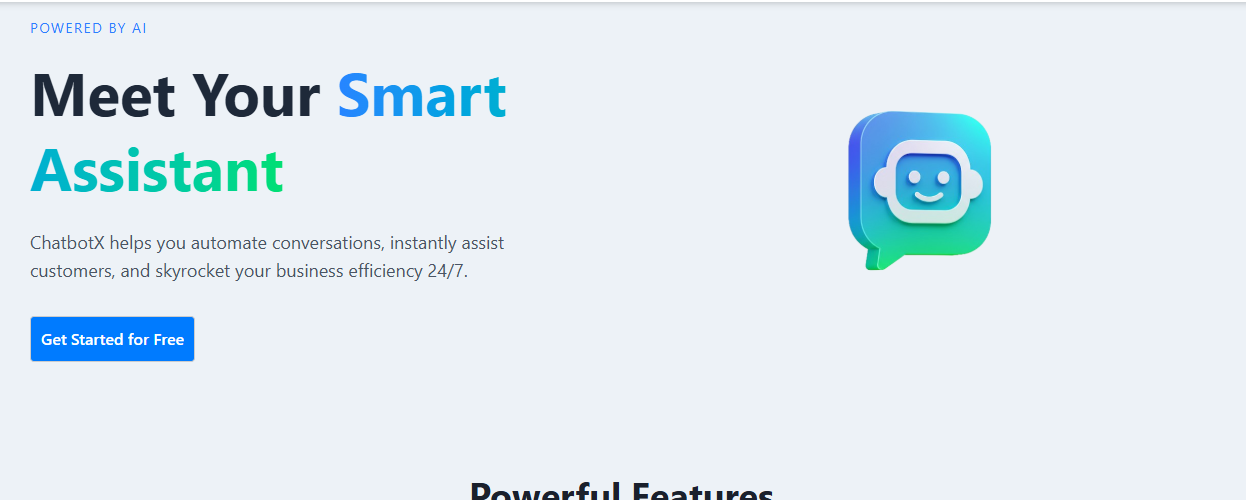 POWERED BY AI
Meet Your Smart
Assistant
ChatbotX helps you automate conversations, instantly assist
customers, and skyrocket your business efficiency 24/7.
Get Started for Free
Powerful Features